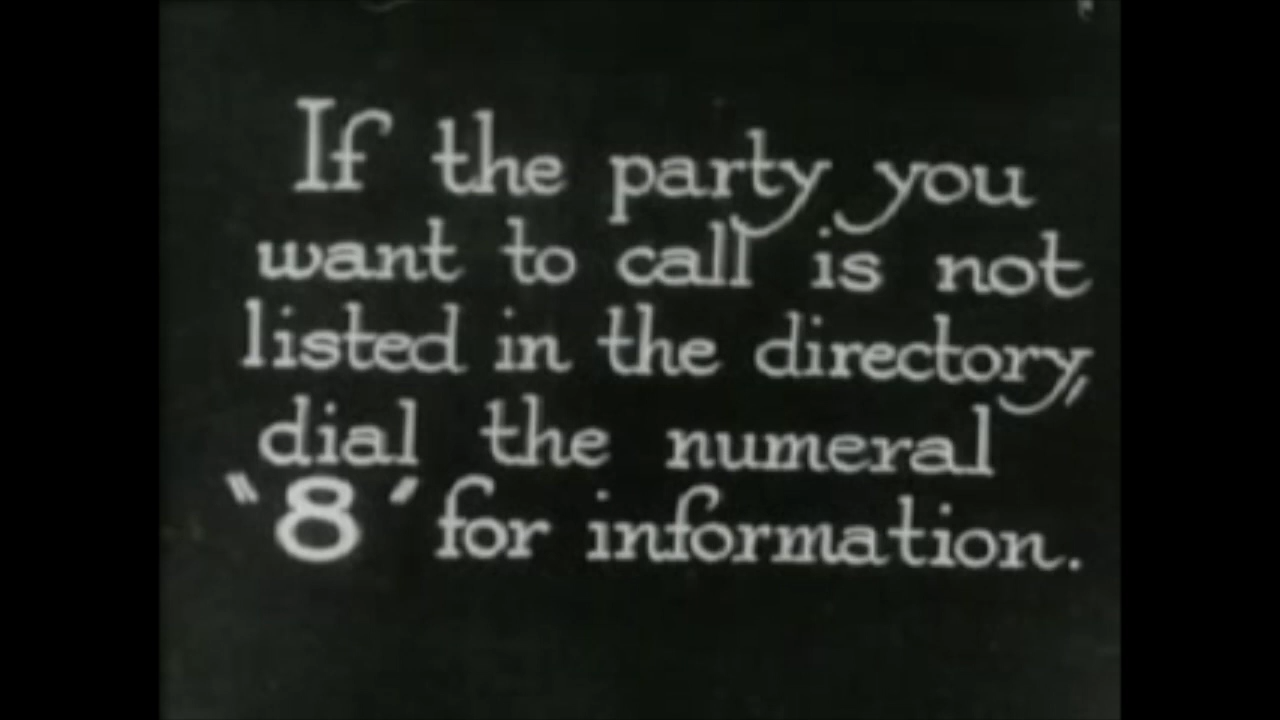 If the party you
want to call is not
listed in the directory,
dial the numeral
"8" for information.